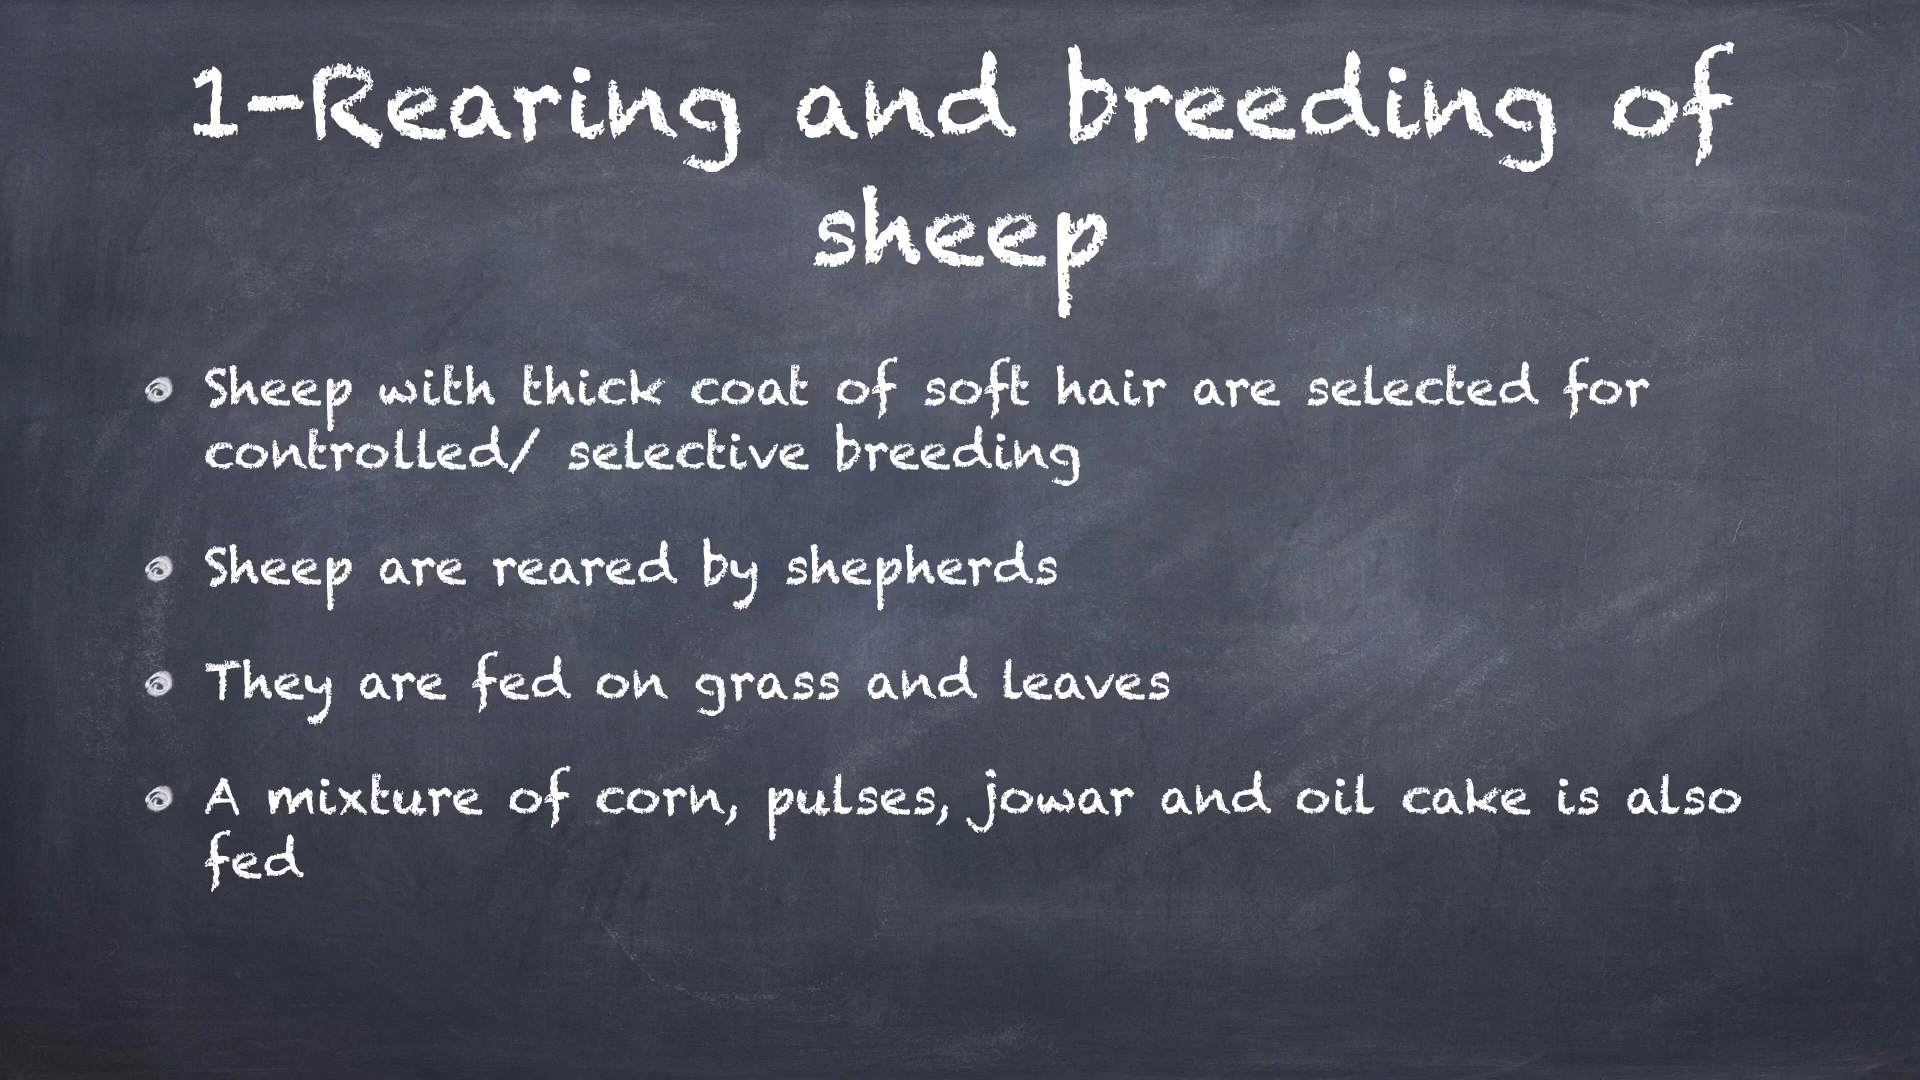 1-Rearing and breeding of
sheep
Sheep with thick coat of soft hair are selected for
controlled/ selective breeding
Sheep are reared by shepherds
They are fed on grass and leaves
A mixture of corn, pulses, jowar and oil cake is also
fed